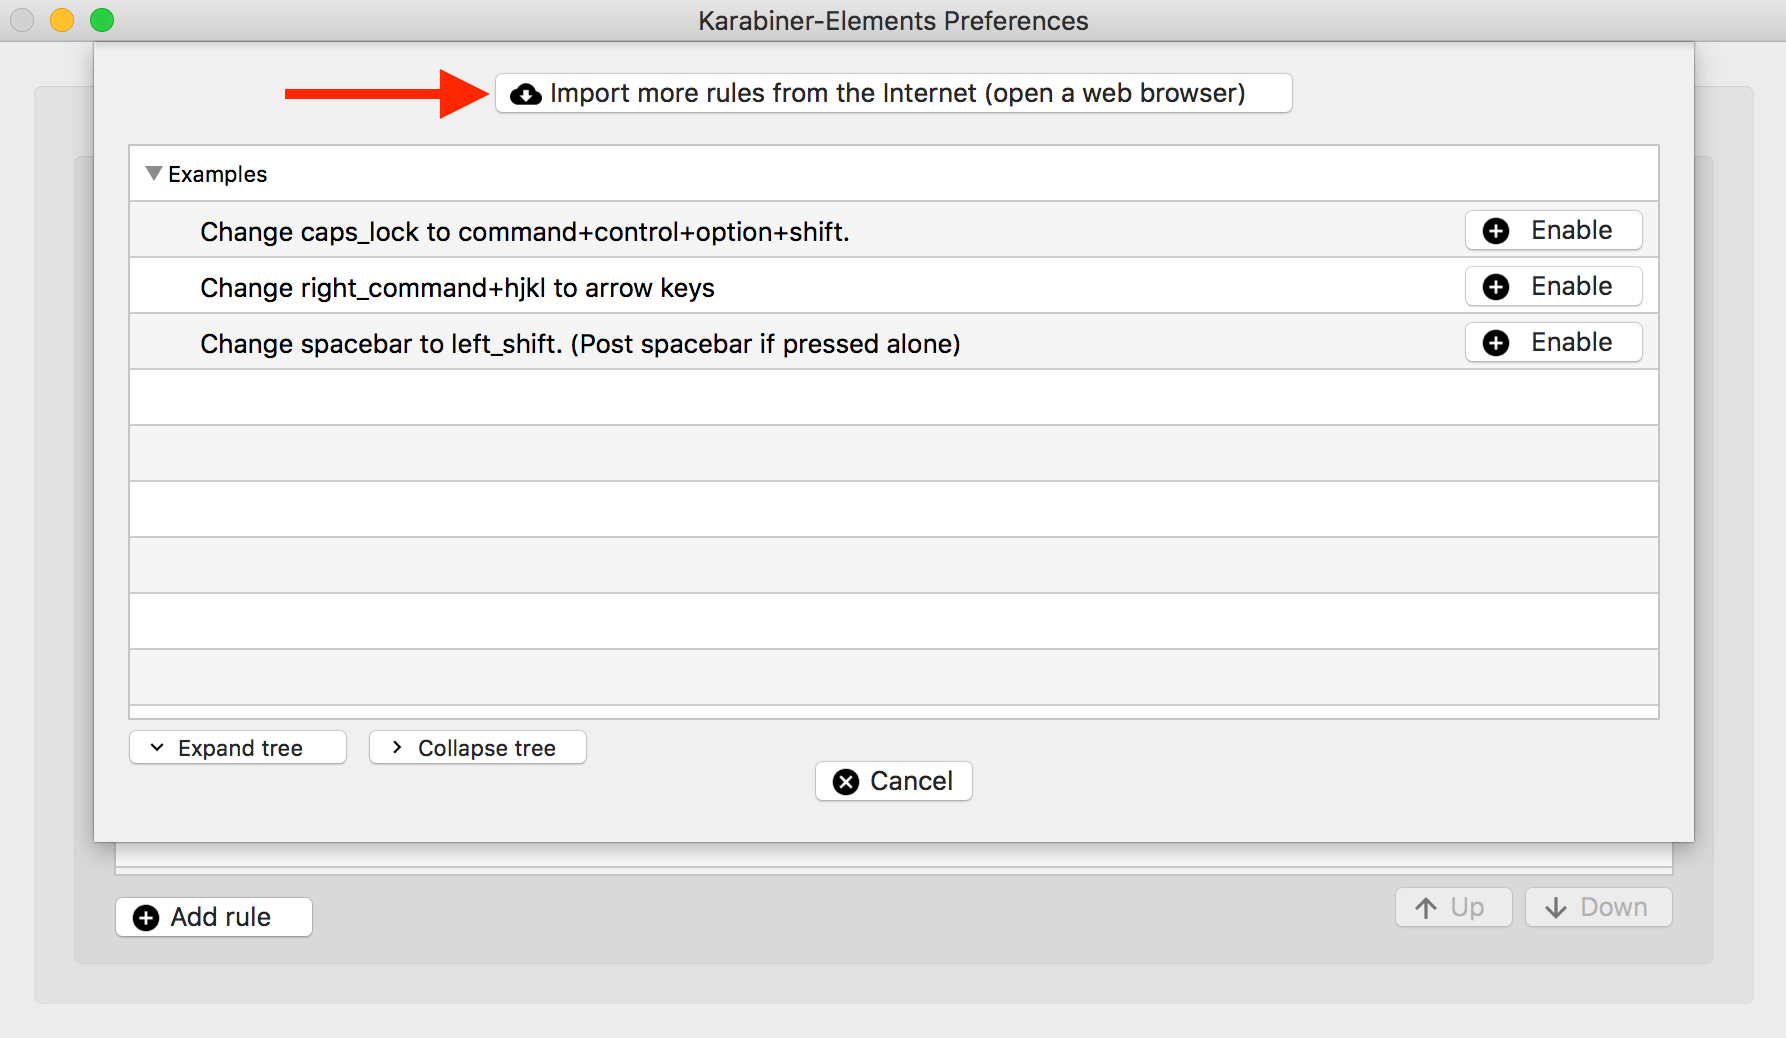 Karabiner-Elements Preferences
Import more rules from the Internet (open a web browser)
Examples
Change caps_lock to command+control+option+shift.
Enable
Change right_command+hjkl to arrow keys
Enable
Change spacebar to left_shift. (Post spacebar if pressed alone)
Enable
Expand tree
Collapse tree
Cancel
Add rule
Up
Down